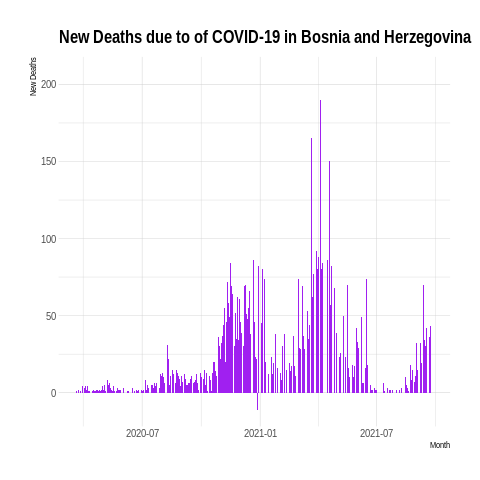 New Deaths due to of COVID-19 in Bosnia and Herzegovina
New Deaths
200
150
100
50
0
2020-07
2021-01
2021-07
Month